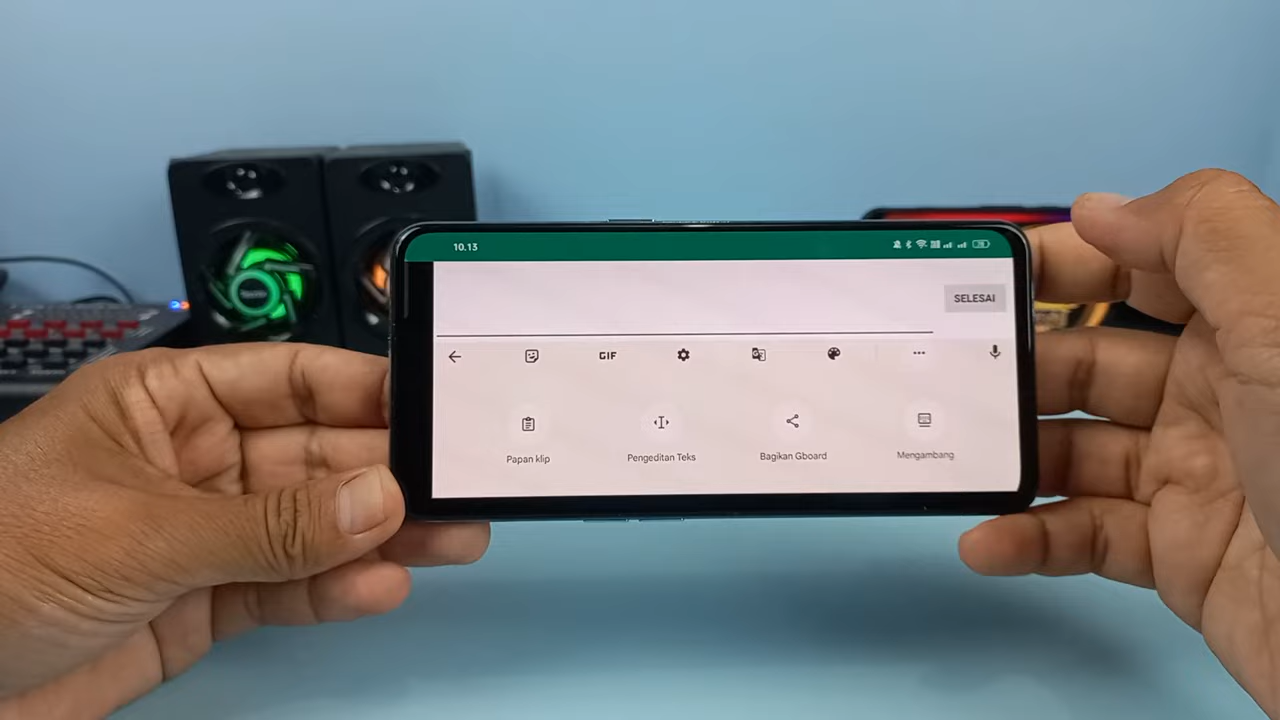 10.13
SELESAI
GIF
Papan klip
Pengeditan Teks
Bagikan Gboard
Mengambang